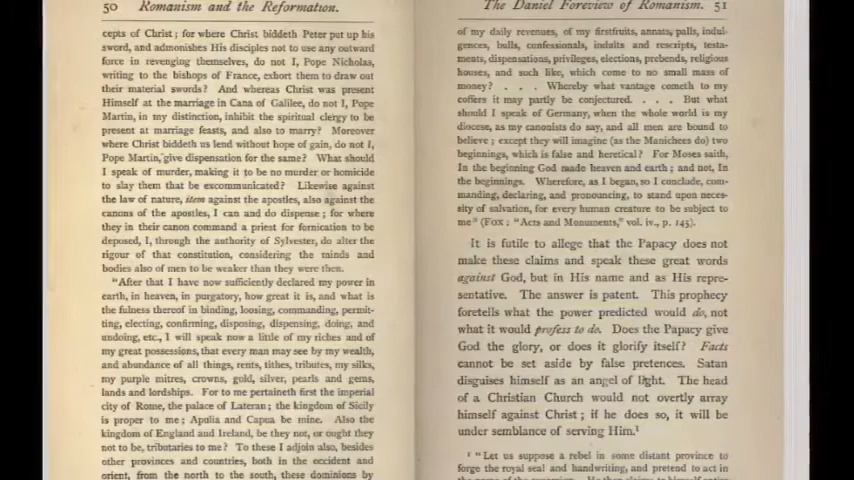 50 Romanism and the Reformation.
cepts of Christ ; for where Christ biddeth Peter put up his
sword, and admonishes His disciples not to use any outward
force in revenging themselves, do not I, Pope Nicholas,
writing to the bishops of France, exhort them to draw out
their material swords? And whereas Christ was present
Himself at the marriage in Cana of Galilee, do not I, Pope
Martin, in my distinction, inhibit the spiritual clergy to be
present at marriage feasts, and also to marry? Moreover
where Christ biddeth us lend without hope of gain, do not I,
Pope Martin, give dispensation for the same? What should
I speak of murder, making it to be no murder or homicide
to slay them that be excommunicated? Likewise against
the law of nature, item against the apostles, also against the
canons of the apostles, I can and do dispense ; for where
they in their canon command a priest for fornication to be
deposed, I, through the authority of Sylvester, do alter the
rigour of that constitution, considering the minds and
bodies also of men to be weaker than they were then.
"After that I have now sufficiently declared my power in
earth, in heaven, in purgatory, how great it is, and what is
the fulness thereof in binding, loosing, commanding, permit-
ting, electing, confirming, disposing, dispensing, doing, and
undoing, etc., I will speak now a little of my riches and of
my great possessions, that every man may see by my wealth,
and abundance of all things, rents, tithes, tributes, my silks,
my purple mitres, crowns, gold, silver, pearls and gems,
lands and lordships. For to me pertaineth first the imperial
city of Rome, the palace of Lateran ; the kingdom of Sicily
is proper to me ; Apulia and Capua be mine. Also the
kingdom of England and Ireland, be they not, or ought they
not to be, tributaries to me? To these I adjoin also, besides
other provinces and countries, both in the occident and
orient, from the north to the south, these dominions by
The Daniel Foreview of Romanism. 51
of my daily revenues, of my firstfruits, annats, palls, indul-
gences, bulls, confessionals, indults and rescripts, testa-
ments, dispensations, privileges, elections, prebends, religious
houses, and such like, which come to no small mass of
money? . . . Whereby what vantage cometh to my
coffers it may partly be conjectured. . . . But what
should I speak of Germany, when the whole world is my
diocese, as my canonists do say, and all men are bound to
believe ; except they will imagine (as the Manichees do) two
beginnings, which is false and heretical? For Moses saith,
In the beginning God made heaven and earth ; and not, In
the beginnings. Wherefore, as I began, so I conclude, com-
manding, declaring, and pronouncing, to stand upon neces-
sity of salvation, for every human creature to be subject to
me" (FOX : "Acts and Monuments," vol. iv., p. 145).
It is futile to allege that the Papacy does not
make these claims and speak these great words
against God, but in His name and as His repre-
sentative. The answer is patent. This prophecy
foretells what the power predicted would do, not
what it would profess to do. Does the Papacy give
God the glory, or does it glorify itself? Facts
cannot be set aside by false pretences. Satan
disguises himself as an angel of light. The head
of a Christian Church would not overtly array
himself against Christ ; if he does so, it will be
under semblance of serving Him.¹
¹ "Let us suppose a rebel in some distant province to
forge the royal seal and handwriting, and pretend to act in